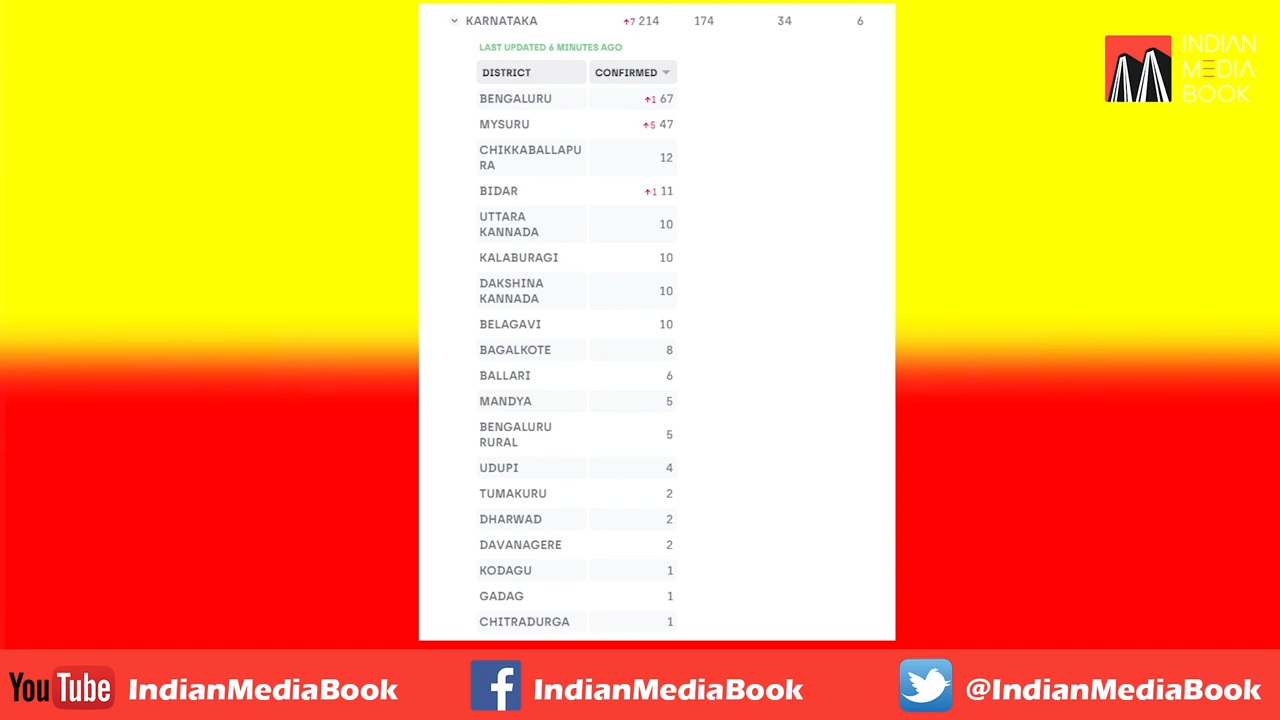 KARNATAKA ↑7 214 174 34 6
LAST UPDATED 6 MINUTES AGO
DISTRICT CONFIRMED
BENGALURU ↑1 67
MYSURU ↑5 47
CHIKKABALLAPU
RA 12
BIDAR ↑1 11
UTTARA
KANNADA 10
KALABURAGI 10
DAKSHINA
KANNADA 10
BELAGAVI 10
BAGALKOTE 8
BALLARI 6
MANDYA 5
BENGALURU
RURAL 5
UDUPI 4
TUMAKURU 2
DHARWAD 2
DAVANAGERE 2
KODAGU 1
GADAG 1
CHITRADURGA 1
INDIAN
MEDIA
BOOK
YouTube IndianMediaBook
f IndianMediaBook
@IndianMediaBook